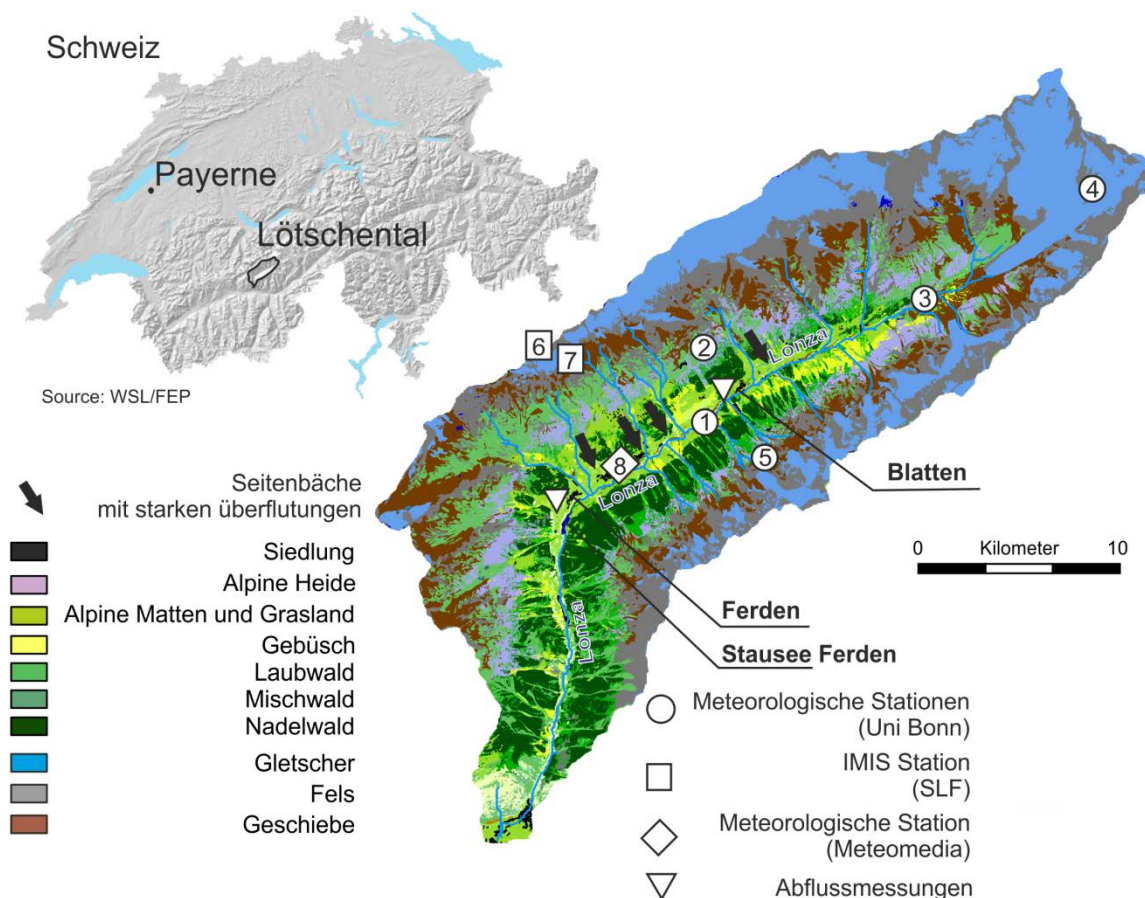 Schweiz
Payerne
Lötschental
Source: WSL/FEP
4
3
6
7
2
Lonza
1
5
8
Lonza
Blatten
Seitenbäche
mit starken überflutungen
Siedlung
Alpine Heide
Alpine Matten und Grasland
Gebüsch
Laubwald
Mischwald
Nadelwald
Gletscher
Fels
Geschiebe
0 Kilometer 10
Ferden
Stausee Ferden
Lonza
Meteorologische Stationen
(Uni Bonn)
IMIS Station
(SLF)
Meteorologische Station
(Meteomedia)
Abflussmessungen